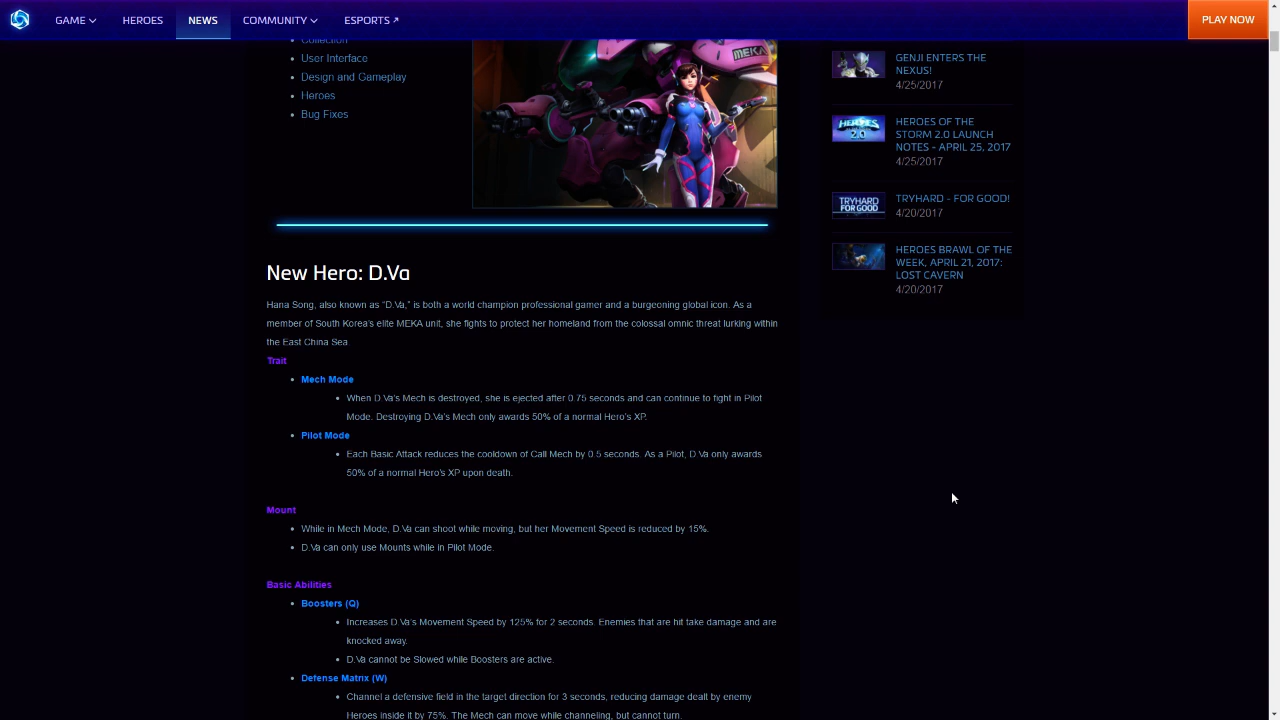 GAME
HEROES
NEWS
COMMUNITY
ESPORTS
PLAY NOW
Collection
User Interface
Design and Gameplay
Heroes
Bug Fixes
MEKA
New Hero: D.Va
Hana Song, also known as “D.Va,” is both a world champion professional gamer and a burgeoning global icon. As a
member of South Korea’s elite MEKA unit, she fights to protect her homeland from the colossal omnic threat lurking within
the East China Sea.
Trait
Mech Mode
When D.Va’s Mech is destroyed, she is ejected after 0.75 seconds and can continue to fight in Pilot
Mode. Destroying D.Va’s Mech only awards 50% of a normal Hero’s XP.
Pilot Mode
Each Basic Attack reduces the cooldown of Call Mech by 0.5 seconds. As a Pilot, D.Va only awards
50% of a normal Hero’s XP upon death.
Mount
While in Mech Mode, D.Va can shoot while moving, but her Movement Speed is reduced by 15%.
D.Va can only use Mounts while in Pilot Mode.
Basic Abilities
Boosters (Q)
Increases D.Va’s Movement Speed by 125% for 2 seconds. Enemies that are hit take damage and are
knocked away.
D.Va cannot be Slowed while Boosters are active.
Defense Matrix (W)
Channel a defensive field in the target direction for 3 seconds, reducing damage dealt by enemy
Heroes inside it by 75%. The Mech can move while channeling, but cannot turn.
GENJI ENTERS THE
NEXUS!
4/25/2017
HEROES
2.0
HEROES OF THE
STORM 2.0 LAUNCH
NOTES - APRIL 25, 2017
4/25/2017
TRYHARD
FOR GOOD
TRYHARD - FOR GOOD!
4/20/2017
HEROES BRAWL OF THE
WEEK, APRIL 21, 2017:
LOST CAVERN
4/20/2017